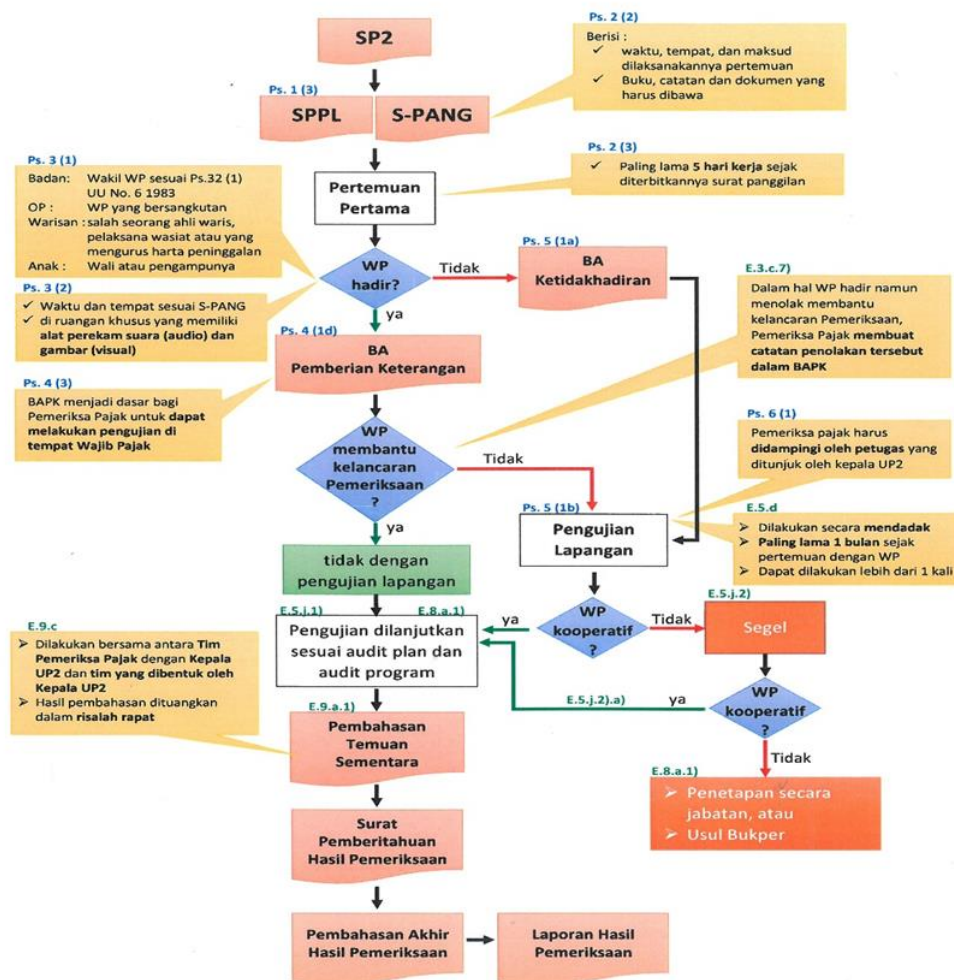 SP2
Ps. 2 (2)
Berisi :
✓ waktu, tempat, dan maksud
dilaksanakannya pertemuan
✓ Buku, catatan dan dokumen yang
harus dibawa
Ps. 1 (3)
SPPL
S-PANG
Ps. 2 (3)
✓ Paling lama 5 hari kerja sejak
diterbitkannya surat panggilan
Pertemuan
Pertama
Ps. 3 (1)
Badan: Wakil WP sesuai Ps.32 (1)
UU No. 6 1983
OP : WP yang bersangkutan
Warisan : salah seorang ahli waris,
pelaksana wasiat atau yang
mengurus harta peninggalan
Anak : Wali atau pengampunya
Ps. 3 (2)
✓ Waktu dan tempat sesuai S-PANG
✓ di ruangan khusus yang memiliki
alat perekam suara (audio) dan
gambar (visual)
WP
hadir?
Tidak
Ps. 5 (1a)
BA
Ketidakhadiran
ya
Ps. 4 (1d)
BA
Pemberian Keterangan
E.3.c.7)
Dalam hal WP hadir namun
menolak membantu
kelancaran Pemeriksaan,
Pemeriksa Pajak membuat
catatan penolakan tersebut
dalam BAPK
Ps. 4 (3)
BAPK menjadi dasar bagi
Pemeriksa Pajak untuk dapat
melakukan pengujian di
tempat Wajib Pajak
WP
membantu
kelancaran
Pemeriksaan
?
Tidak
Ps. 6 (1)
Pemeriksa pajak harus
didampingi oleh petugas yang
ditunjuk oleh kepala UP2
ya
Ps. 5 (1b)
Pengujian
Lapangan
E.5.d
➢ Dilakukan secara mendadak
➢ Paling lama 1 bulan sejak
pertemuan dengan WP
➢ Dapat dilakukan lebih dari 1 kali
tidak dengan
pengujian lapangan
E.5.j.1)
E.8.a.1)
Pengujian dilanjutkan
sesuai audit plan dan
audit program
ya
WP
kooperatif
?
Tidak
E.5.j.2)
Segel
E.5.j.2).a)
ya
WP
kooperatif
?
Tidak
E.8.a.1)
➢ Penetapan secara
jabatan, atau
➢ Usul Bukper
E.9.c
➢ Dilakukan bersama antara Tim
Pemeriksa Pajak dengan Kepala
UP2 dan tim yang dibentuk oleh
Kepala UP2
➢ Hasil pembahasan dituangkan
dalam risalah rapat
E.9.a.1)
Pembahasan
Temuan
Sementara
Surat
Pemberitahuan
Hasil Pemeriksaan
Pembahasan Akhir
Hasil Pemeriksaan
Laporan Hasil
Pemeriksaan